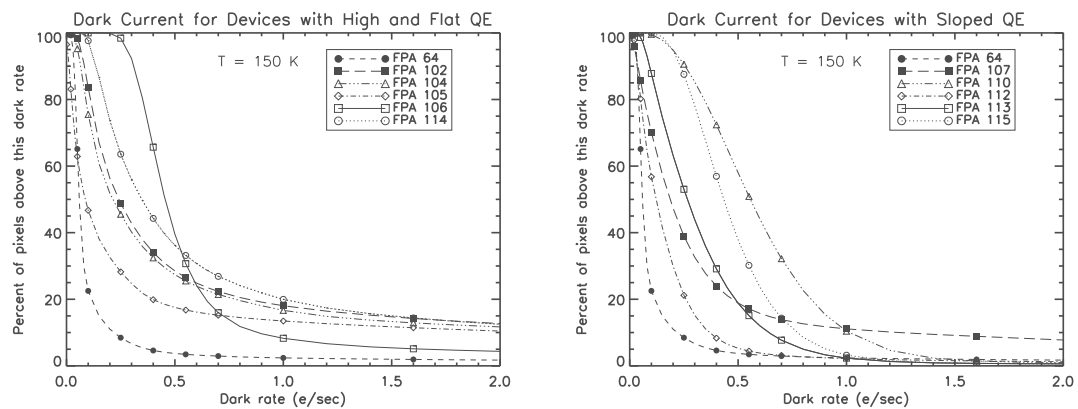 Dark Current for Devices with High and Flat QE
Percent of pixels above this dark rate
100
80
60
40
20
0
T = 150 K
FPA 64
FPA 102
FPA 104
FPA 105
FPA 106
FPA 114
0.0 0.5 1.0 1.6 2.0
Dark rate (e/sec)
Dark Current for Devices with Sloped QE
Percent of pixels above this dark rate
100
80
60
40
20
0
T = 150 K
FPA 64
FPA 107
FPA 110
FPA 112
FPA 113
FPA 115
0.0 0.5 1.0 1.6 2.0
Dark rate (e/sec)